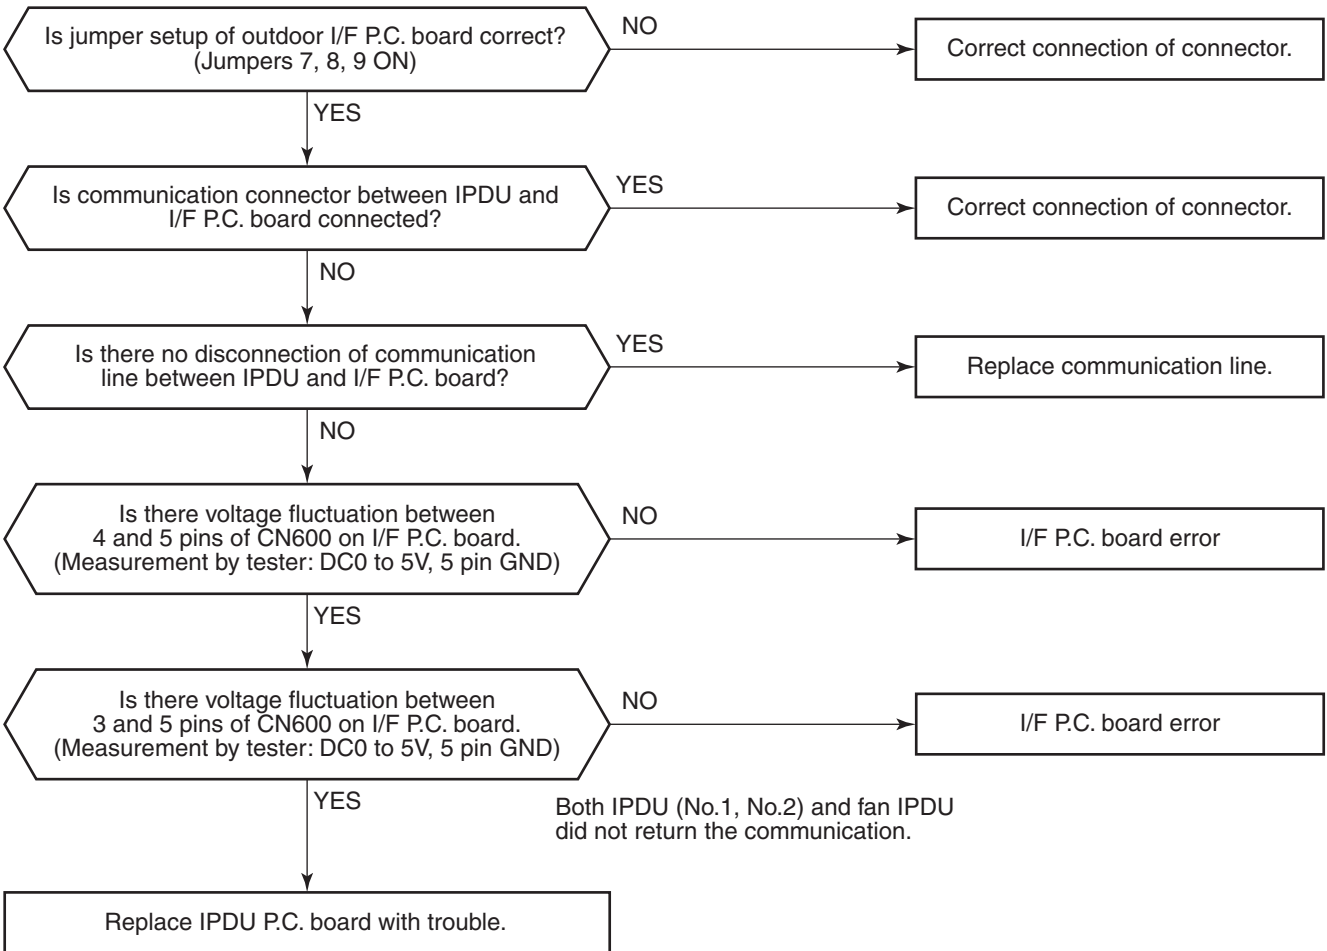 Is jumper setup of outdoor I/F P.C. board correct?
(Jumpers 7, 8, 9 ON)
NO
Correct connection of connector.
YES
Is communication connector between IPDU and
I/F P.C. board connected?
YES
Correct connection of connector.
NO
Is there no disconnection of communication
line between IPDU and I/F P.C. board?
YES
Replace communication line.
NO
Is there voltage fluctuation between
4 and 5 pins of CN600 on I/F P.C. board.
(Measurement by tester: DC0 to 5V, 5 pin GND)
NO
I/F P.C. board error
YES
Is there voltage fluctuation between
3 and 5 pins of CN600 on I/F P.C. board.
(Measurement by tester: DC0 to 5V, 5 pin GND)
NO
I/F P.C. board error
YES
Both IPDU (No.1, No.2) and fan IPDU
did not return the communication.
Replace IPDU P.C. board with trouble.